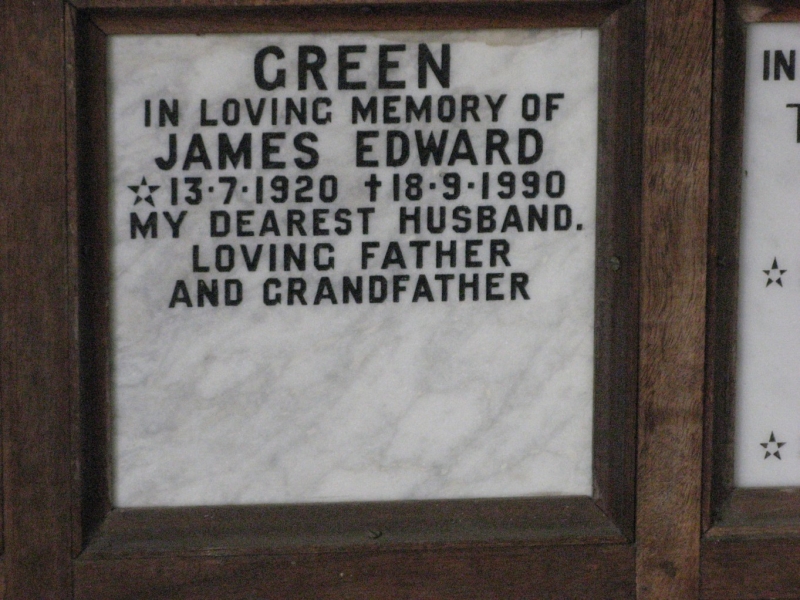 GREEN
IN LOVING MEMORY OF
JAMES EDWARD
☆13·7·1920 ✝18·9·1990
MY DEAREST HUSBAND.
LOVING FATHER
AND GRANDFATHER
IN